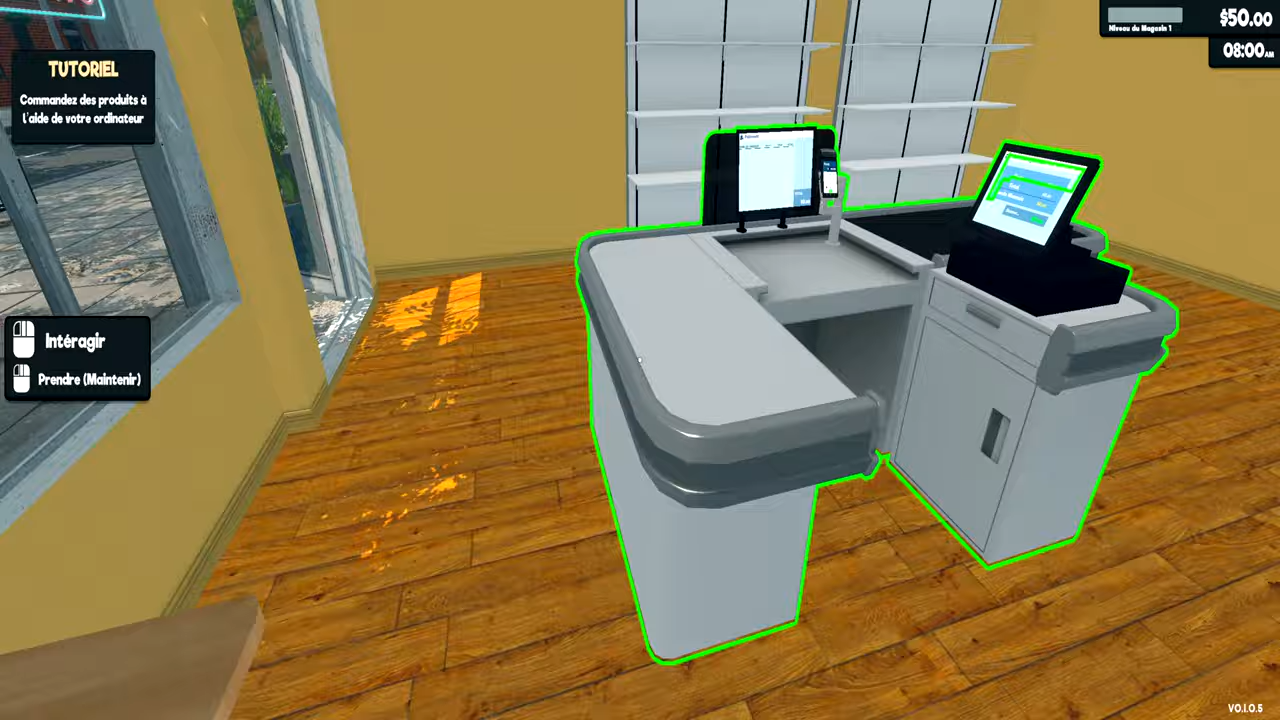 $50.00
Niveau du Magasin 1
08:00AM
TUTORIEL
Commandez des produits à
l'aide de votre ordinateur
Intéragir
Prendre (Maintenir)
V0.1.0.5